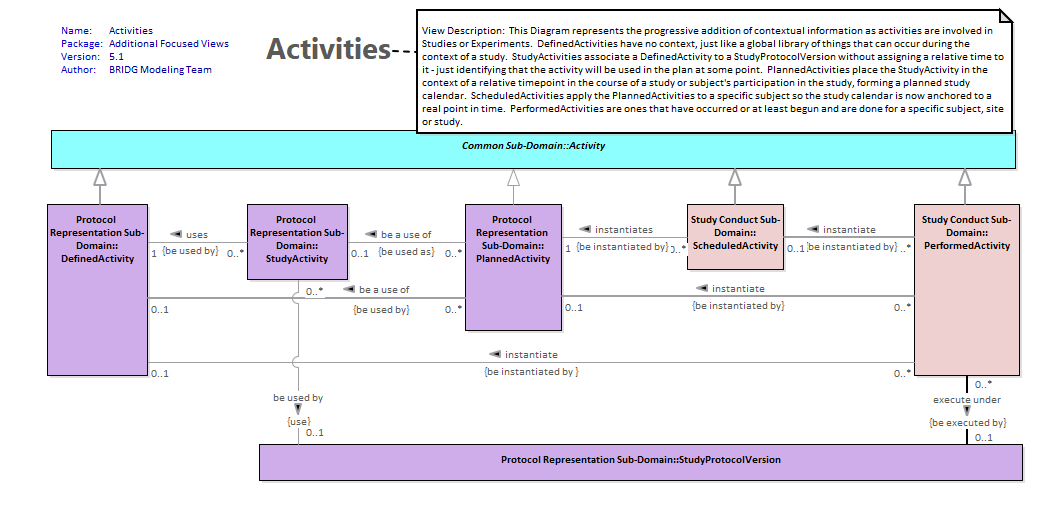 Name: Activities
Package: Additional Focused Views
Version: 5.1
Author: BRIDG Modeling Team
Activities
View Description: This Diagram represents the progressive addition of contextual information as activities are involved in
Studies or Experiments. DefinedActivities have no context, just like a global library of things that can occur during the
context of a study. StudyActivities associate a DefinedActivity to a StudyProtocolVersion without assigning a relative time to
it - just identifying that the activity will be used in the plan at some point. PlannedActivities place the StudyActivity in the
context of a relative timepoint in the course of a study or subject's participation in the study, forming a planned study
calendar. ScheduledActivities apply the PlannedActivities to a specific subject so the study calendar is now anchored to a
real point in time. PerformedActivities are ones that have occurred or at least begun and are done for a specific subject, site
or study.
Common Sub-Domain::Activity
Protocol
Representation Sub-
Domain::
DefinedActivity
uses
1 {be used by} 0..*
Protocol
Representation Sub-
Domain::
StudyActivity
be a use of
0..1 {be used as} 0..*
Protocol
Representation
Sub-Domain::
PlannedActivity
instantiates
1 {be instantiated by} 0..*
Study Conduct Sub-
Domain::
ScheduledActivity
instantiate
0..1 {be instantiated by} ..*
Study Conduct Sub-
Domain::
PerformedActivity
0..*
be a use of
0..1 {be used by} 0..*
instantiate
0..1 {be instantiated by} 0..*
instantiate
0..1 {be instantiated by } 0..*
be used by
{use}
0..1
0..*
execute under
{be executed by}
0..1
Protocol Representation Sub-Domain::StudyProtocolVersion